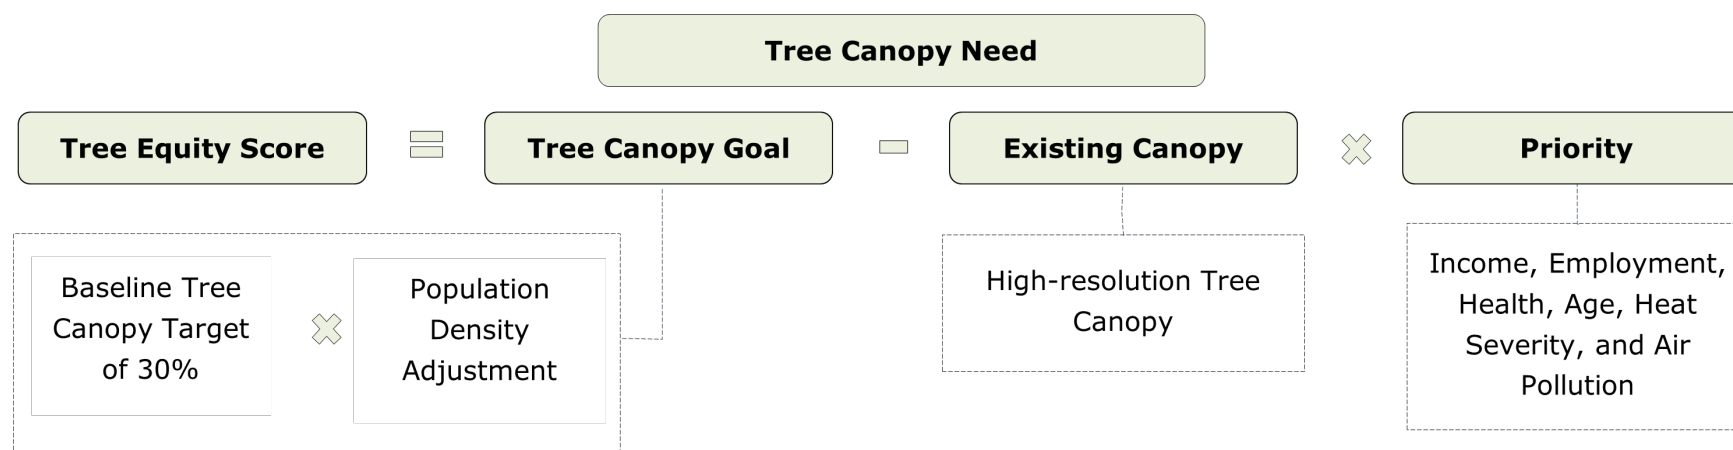 Tree Canopy Need
Tree Equity Score
Tree Canopy Goal
Existing Canopy
Priority
Baseline Tree
Canopy Target
of 30%
Population
Density
Adjustment
High-resolution Tree
Canopy
Income, Employment,
Health, Age, Heat
Severity, and Air
Pollution